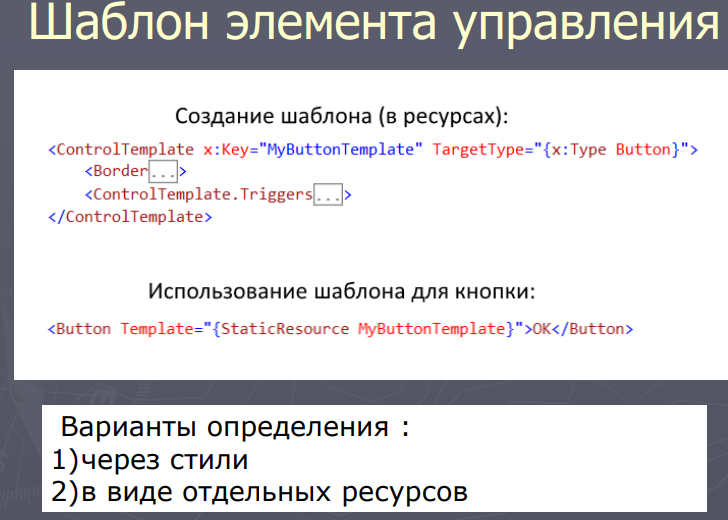 Шаблон элемента управления
Создание шаблона (в ресурсах):
<ControlTemplate x:Key="MyButtonTemplate" TargetType="{x:Type Button}">
<Border...>
<ControlTemplate.Triggers...>
</ControlTemplate>
Использование шаблона для кнопки:
<Button Template="{StaticResource MyButtonTemplate}">OK</Button>
Варианты определения :
1)через стили
2)в виде отдельных ресурсов